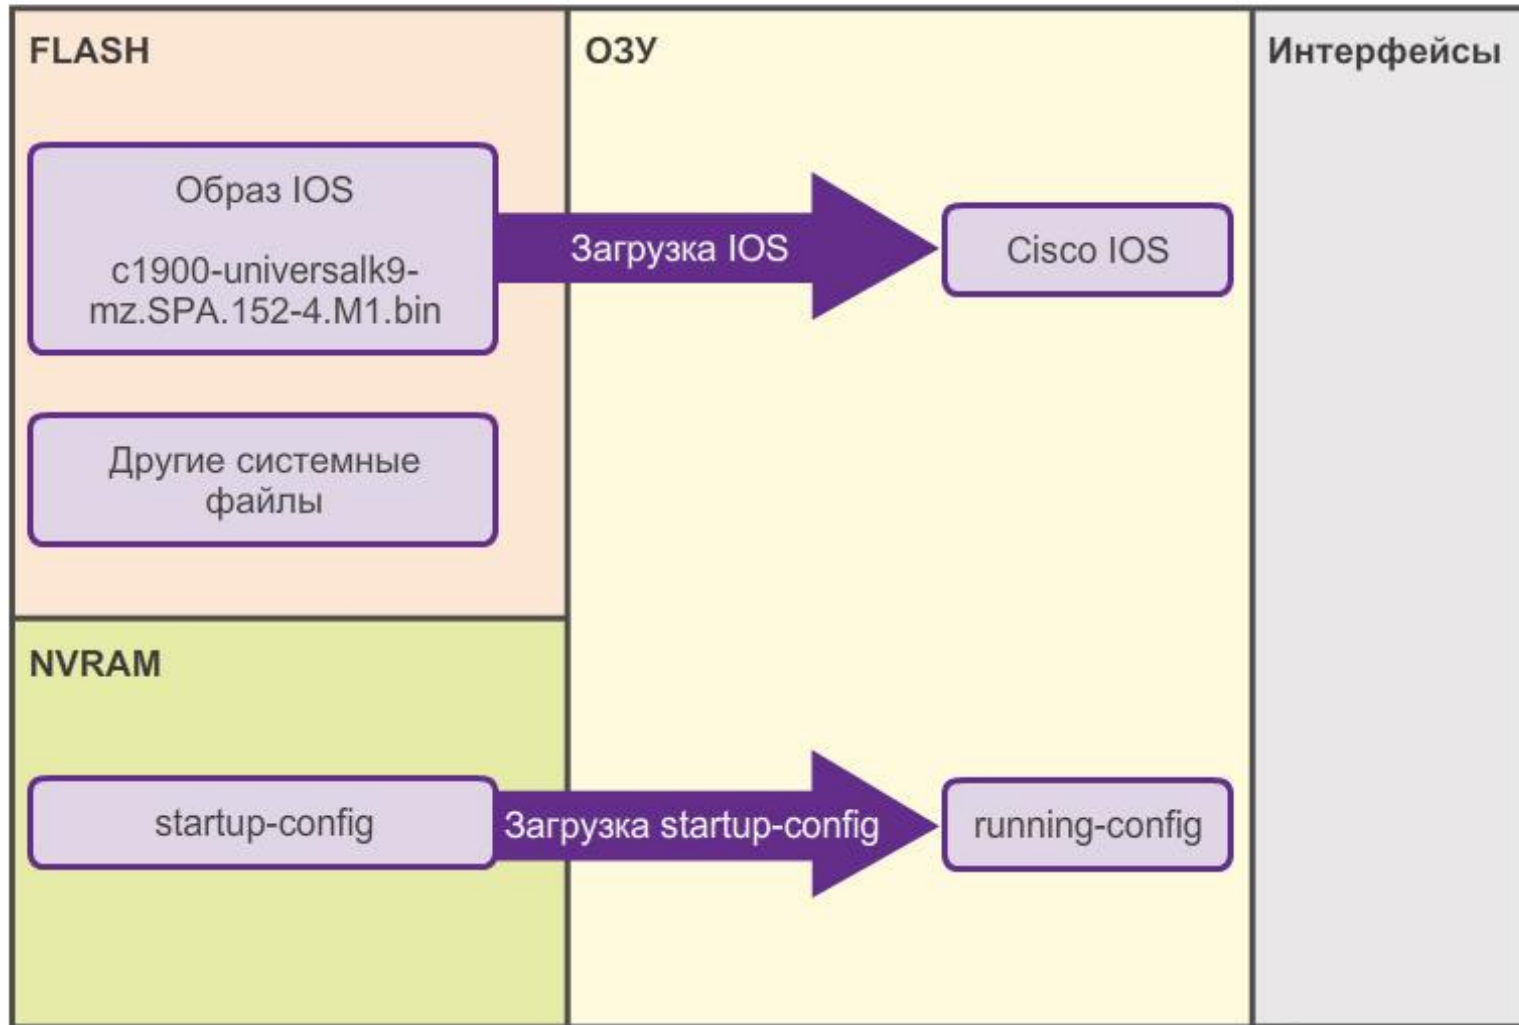 FLASH
ОЗУ
Интерфейсы
Образ IOS
c1900-universalk9-
mz.SPA.152-4.M1.bin
Загрузка IOS
Cisco IOS
Другие системные
файлы
NVRAM
startup-config
Загрузка startup-config
running-config